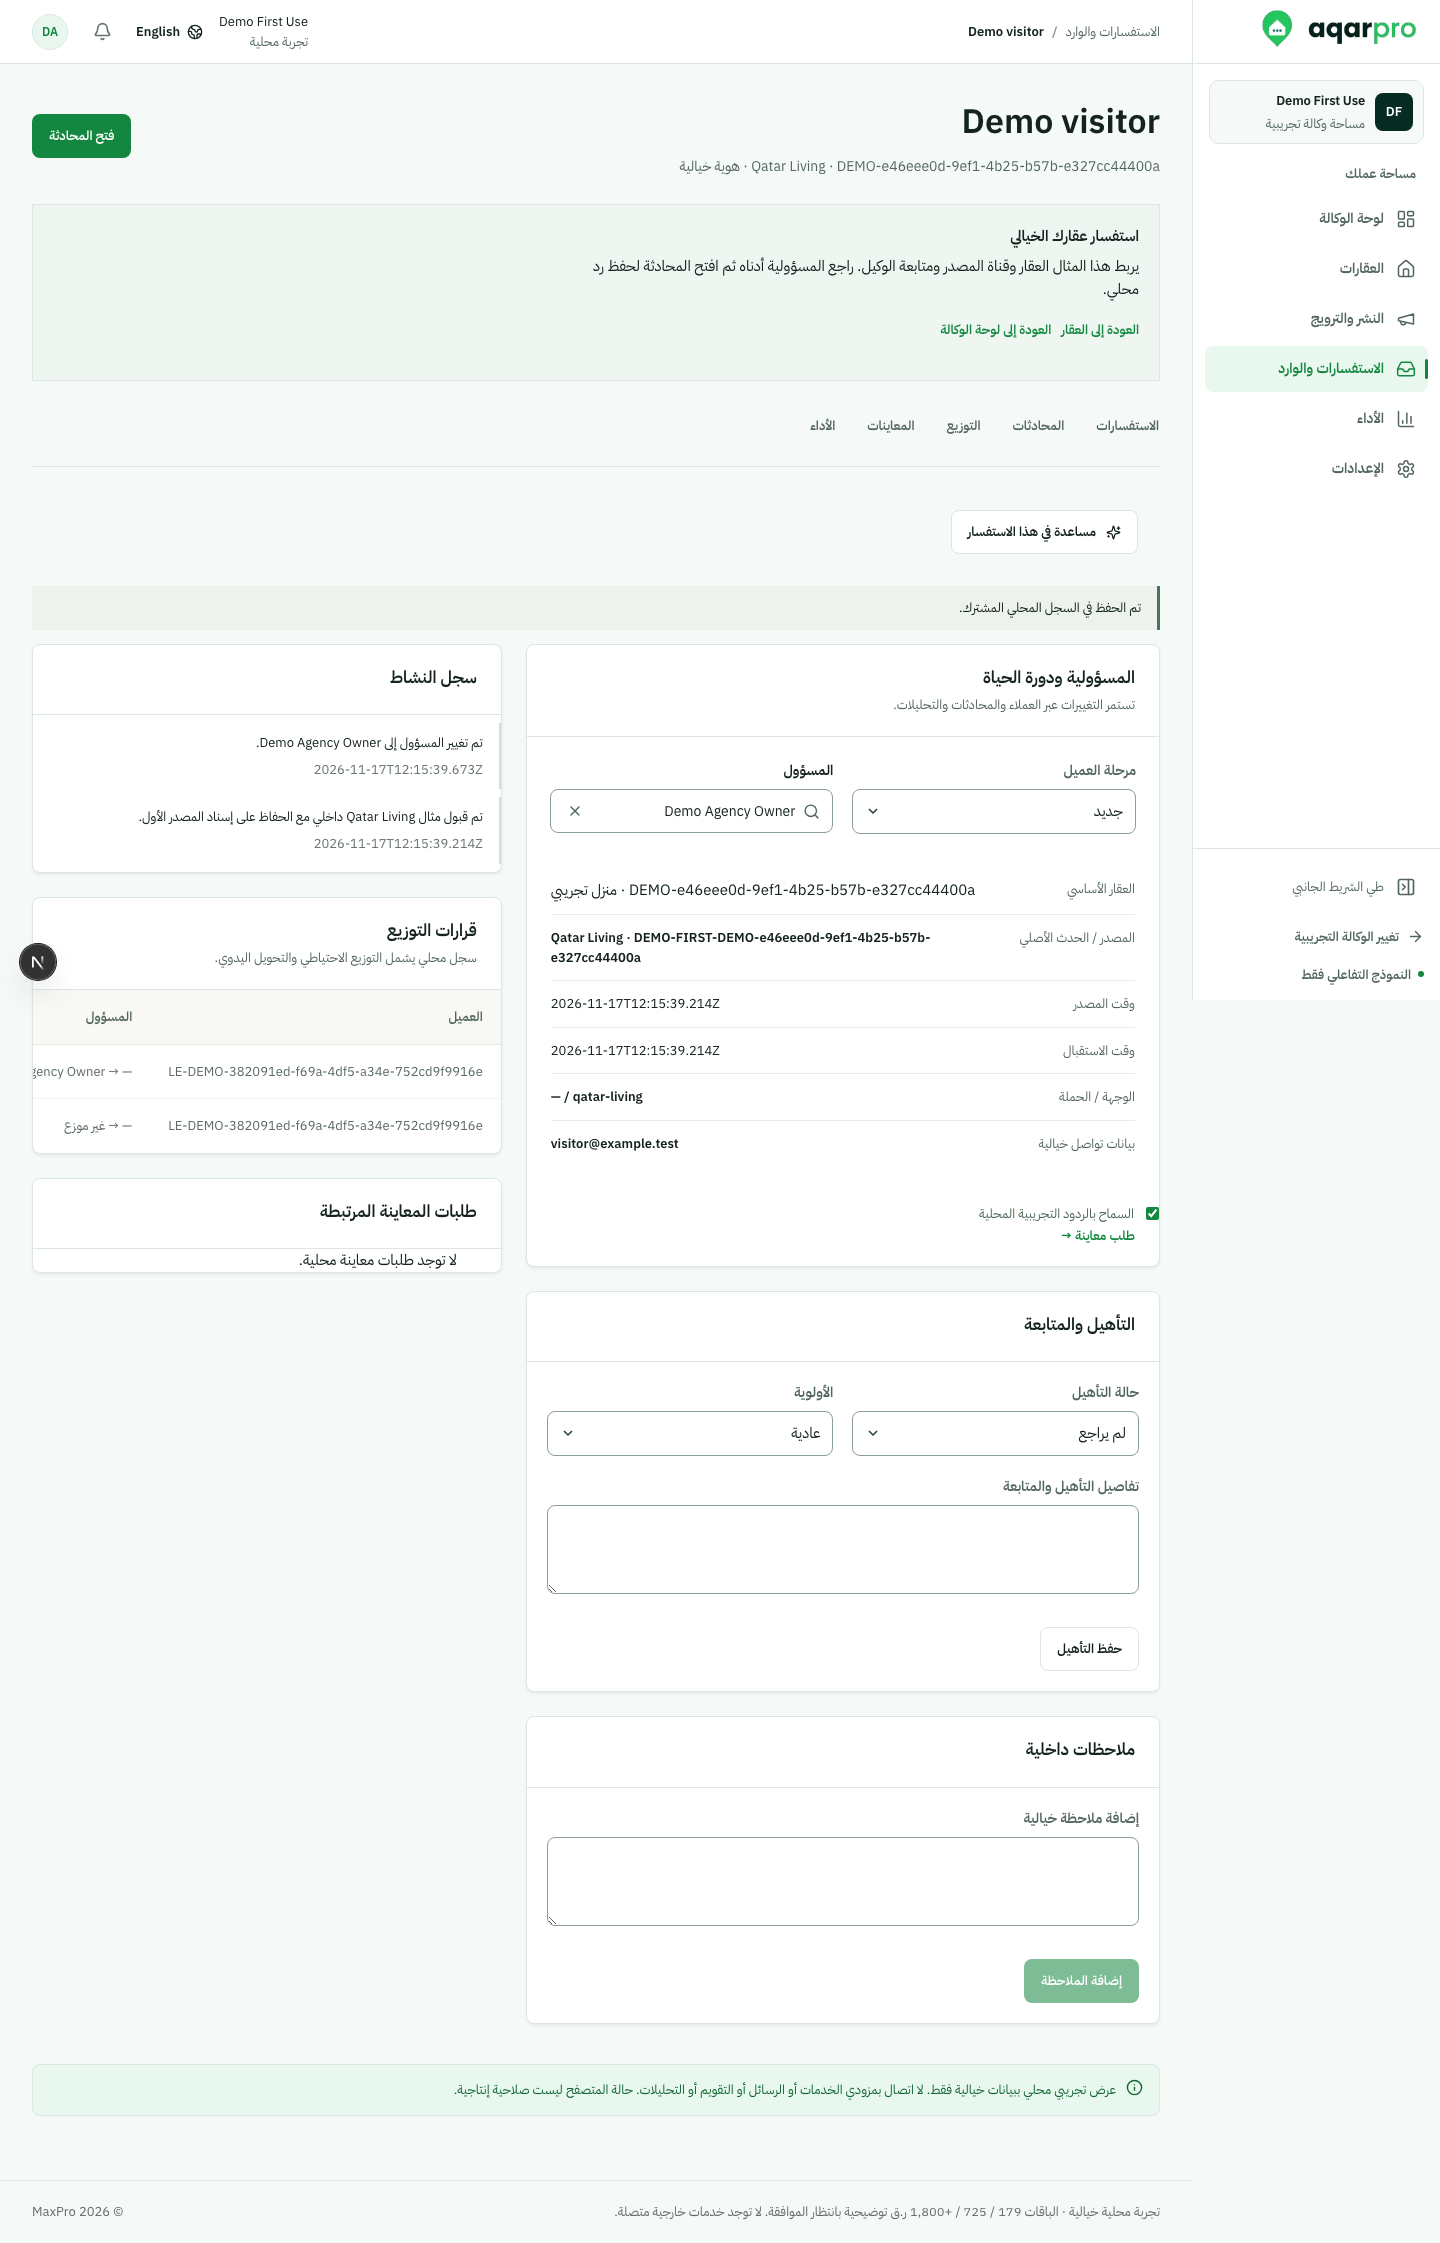 aqarpro
الاستفسارات والوارد / Demo visitor
Demo First Use
تجربة محلية
English
DA
DF
Demo First Use
مساحة وكالة تجريبية
مساحة عملك
لوحة الوكالة
العقارات
النشر والترويج
الاستفسارات والوارد
الأداء
الإعدادات
طي الشريط الجانبي
تغيير الوكالة التجريبية
النموذج التفاعلي فقط
Demo visitor
Qatar Living · DEMO-e46eee0d-9ef1-4b25-b57b-e327cc44400a · هوية خيالية
فتح المحادثة
استفسار عقارك الخيالي
يربط هذا المثال العقار وقناة المصدر ومتابعة الوكيل. راجع المسؤولية أدناه ثم افتح المحادثة لحفظ رد
محلي.
العودة إلى العقار العودة إلى لوحة الوكالة
الاستفسارات المحادثات التوزيع المعاينات الأداء
مساعدة في هذا الاستفسار
تم الحفظ في السجل المحلي المشترك.
المسؤولية ودورة الحياة
تستمر التغييرات عبر العملاء والمحادثات والتحليلات.
مرحلة العميل
جديد
المسؤول
Demo Agency Owner
العقار الأساسي
DEMO-e46eee0d-9ef1-4b25-b57b-e327cc44400a · منزل تجريبي
المصدر / الحدث الأصلي
Qatar Living · DEMO-FIRST-DEMO-e46eee0d-9ef1-4b25-b57b-
e327cc44400a
وقت المصدر
2026-11-17T12:15:39.214Z
وقت الاستقبال
2026-11-17T12:15:39.214Z
الوجهة / الحملة
— / qatar-living
بيانات تواصل خيالية
visitor@example.test
السماح بالردود التجريبية المحلية
طلب معاينة →
سجل النشاط
تم تغيير المسؤول إلى Demo Agency Owner.
2026-11-17T12:15:39.673Z
تم قبول مثال Qatar Living داخلي مع الحفاظ على إسناد المصدر الأول.
2026-11-17T12:15:39.214Z
قرارات التوزيع
سجل محلي يشمل التوزيع الاحتياطي والتحويل اليدوي.
العميل المسؤول
LE-DEMO-382091ed-f69a-4df5-a34e-752cd9f9916e — → gency Owner
LE-DEMO-382091ed-f69a-4df5-a34e-752cd9f9916e — → غير موزع
طلبات المعاينة المرتبطة
لا توجد طلبات معاينة محلية.
N
التأهيل والمتابعة
حالة التأهيل
لم يراجع
الأولوية
عادية
تفاصيل التأهيل والمتابعة
حفظ التأهيل
ملاحظات داخلية
إضافة ملاحظة خيالية
إضافة الملاحظة
عرض تجريبي محلي ببيانات خيالية فقط. لا اتصال بمزودي الخدمات أو الرسائل أو التقويم أو التحليلات. حالة المتصفح ليست صلاحية إنتاجية.
تجربة محلية خيالية · الباقات 179 / 725 / +1,800 ر.ق توضيحية بانتظار الموافقة. لا توجد خدمات خارجية متصلة.
© 2026 MaxPro